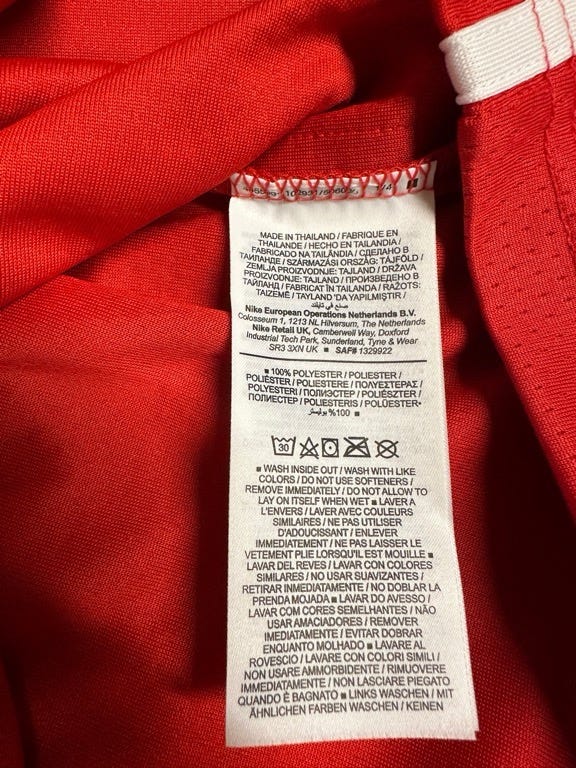 MADE IN THAILAND / FABRIQUE EN
THAILANDE / HECHO EN TAILANDIA /
FABRICADO NA TAILÂNDIA / СДЕЛАНО В
ТАИЛАНДЕ / SZÁRMAZÁSI ORSZÁG: TAJFÖLD /
ZEMLJA PROIZVODNJE: TAJLAND / DRŽAVA
PROIZVODNJE: TAJLAND / ПРОИЗВЕДЕНО В
ТАЙЛАНД / FABRICAT ÎN TAILANDA / RAŽOTS:
TAIZEMĒ / TAYLAND 'DA YAPILMIŞTIR /
صنع في تايلند
Nike European Operations Netherlands B.V.
Colosseum 1, 1213 NL Hilversum, The Netherlands
Nike Retail UK, Camberwell Way, Doxford
Industrial Tech Park, Sunderland, Tyne & Wear
SR3 3XN UK ■ SAF# 1329922
■ 100% POLYESTER / POLIESTER /
POLIÉSTER / POLIESTERE / ΠΟΛΥΕΣΤΕΡΑΣ /
POLYESTERI / ПОЛИЭСТЕР / POLIÉSZTER /
ПОЛИЕСТЕР / POLIESTERIS / POLÜESTER■
100% بوليستر ■
30
■ WASH INSIDE OUT / WASH WITH LIKE
COLORS / DO NOT USE SOFTENERS /
REMOVE IMMEDIATELY / DO NOT ALLOW TO
LAY ON ITSELF WHEN WET ■ LAVER A
L'ENVERS / LAVER AVEC COULEURS
SIMILAIRES / NE PAS UTILISER
D'ADOUCISSANT / ENLEVER
IMMEDIATEMENT / NE PAS LAISSER LE
VETEMENT PLIE LORSQU'IL EST MOUILLE ■
LAVAR DEL REVES / LAVAR CON COLORES
SIMILARES / NO USAR SUAVIZANTES /
RETIRAR INMEDIATAMENTE / NO DOBLAR LA
PRENDA MOJADA ■ LAVAR DO AVESSO /
LAVAR COM CORES SEMELHANTES / NÃO
USAR AMACIADORES / REMOVER
IMEDIATAMENTE / EVITAR DOBRAR
ENQUANTO MOLHADO ■ LAVARE AL
ROVESCIO / LAVARE CON COLORI SIMILI /
NON USARE AMMORBIDENTE / RIMUOVERE
IMMEDIATAMENTE / NON LASCIARE PIEGATO
QUANDO È BAGNATO ■ LINKS WASCHEN / MIT
ÄHNLICHEN FARBEN WASCHEN / KEINEN